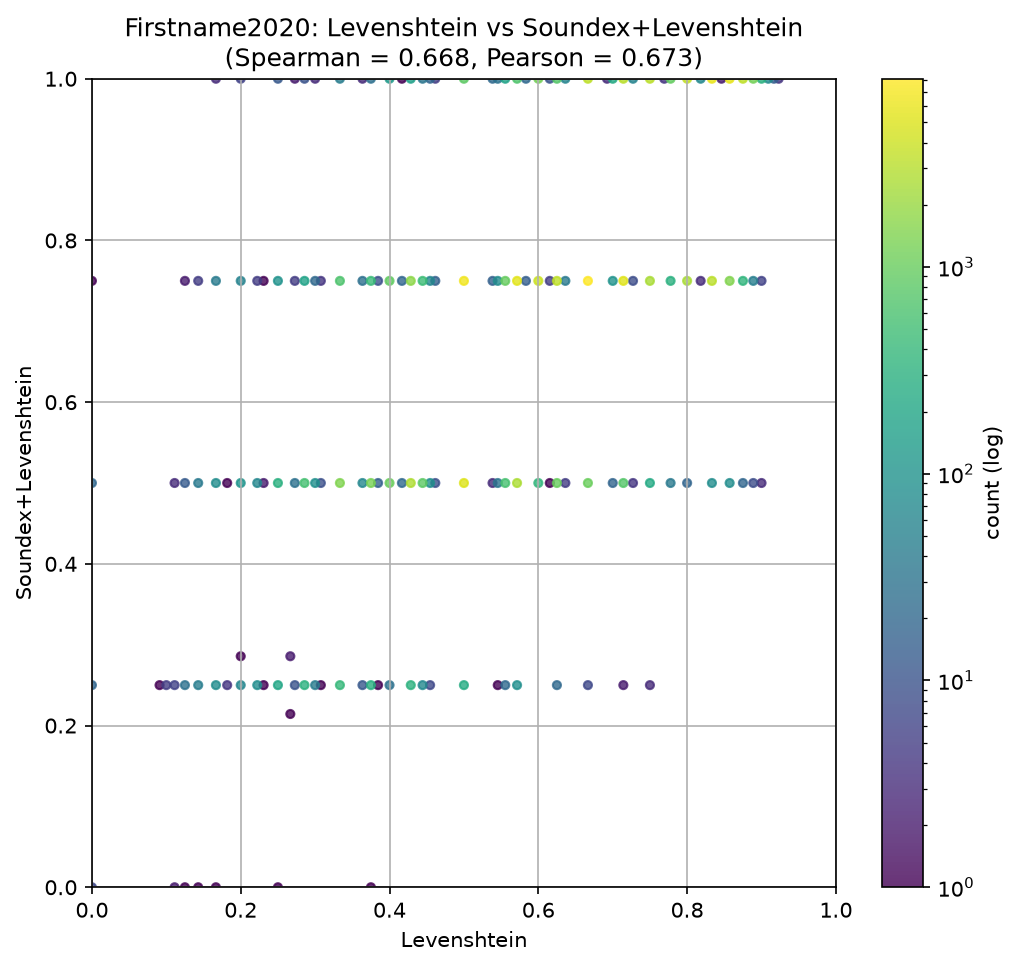 Firstname2020: Levenshtein vs Soundex+Levenshtein
(Spearman = 0.668, Pearson = 0.673)
1.0
0.8
0.6
0.4
0.2
0.0
Soundex+Levenshtein
0.0 0.2 0.4 0.6 0.8 1.0
Levenshtein
10³
10²
10¹
10⁰
count (log)